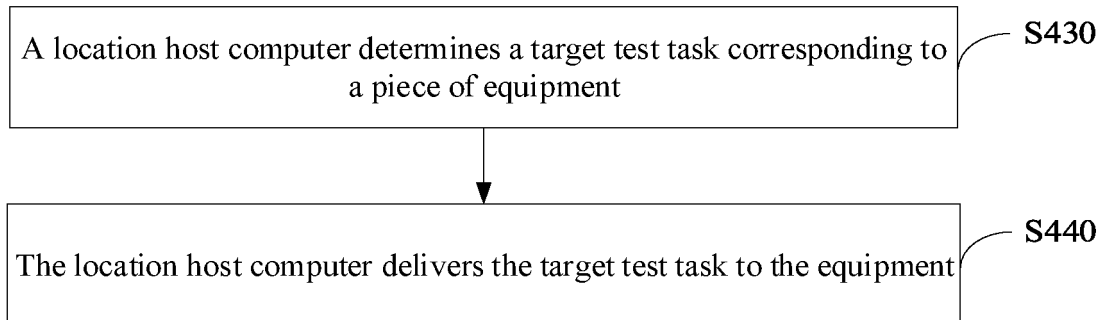 A location host computer determines a target test task corresponding to
a piece of equipment
S430
The location host computer delivers the target test task to the equipment
S440